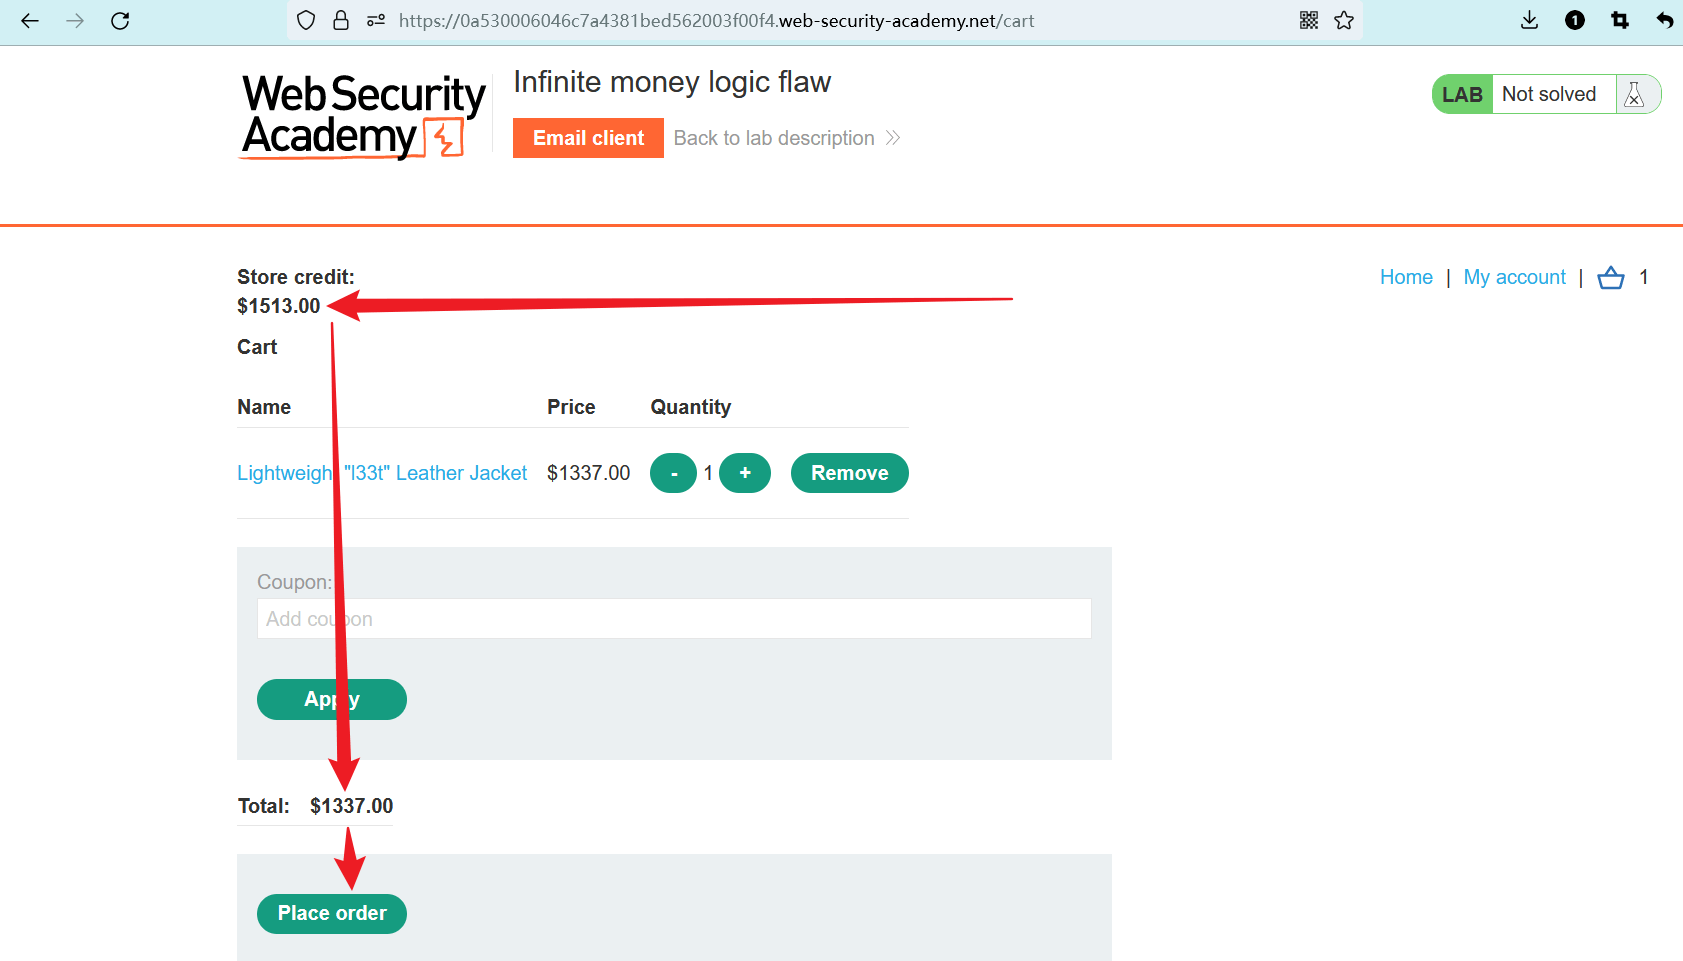 https://0a530006046c7a4381bed562003f00f4.web-security-academy.net/cart
1
Web Security
Academy
Infinite money logic flaw
Email client
Back to lab description
LAB
Not solved
Store credit:
$1513.00
Home | My account | 1
Cart
Name Price Quantity
Lightweight "l33t" Leather Jacket $1337.00 - 1 + Remove
Coupon:
Add coupon
Apply
Total: $1337.00
Place order